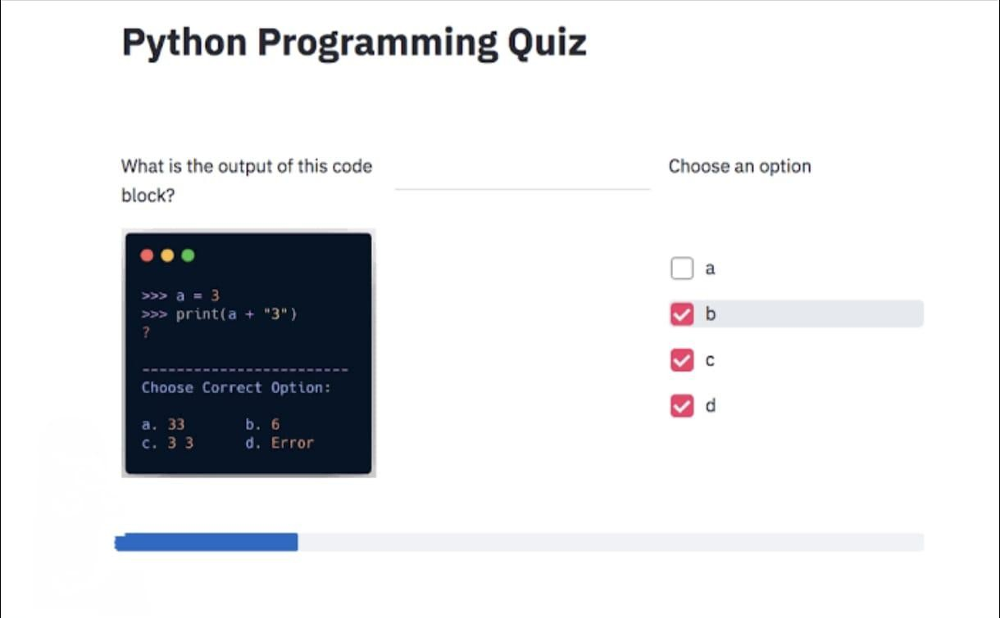 Python Programming Quiz
What is the output of this code
block?
>>> a = 3
>>> print(a + "3")
?
------------------------
Choose Correct Option:
a. 33 b. 6
c. 3 3 d. Error
Choose an option
a
b
c
d